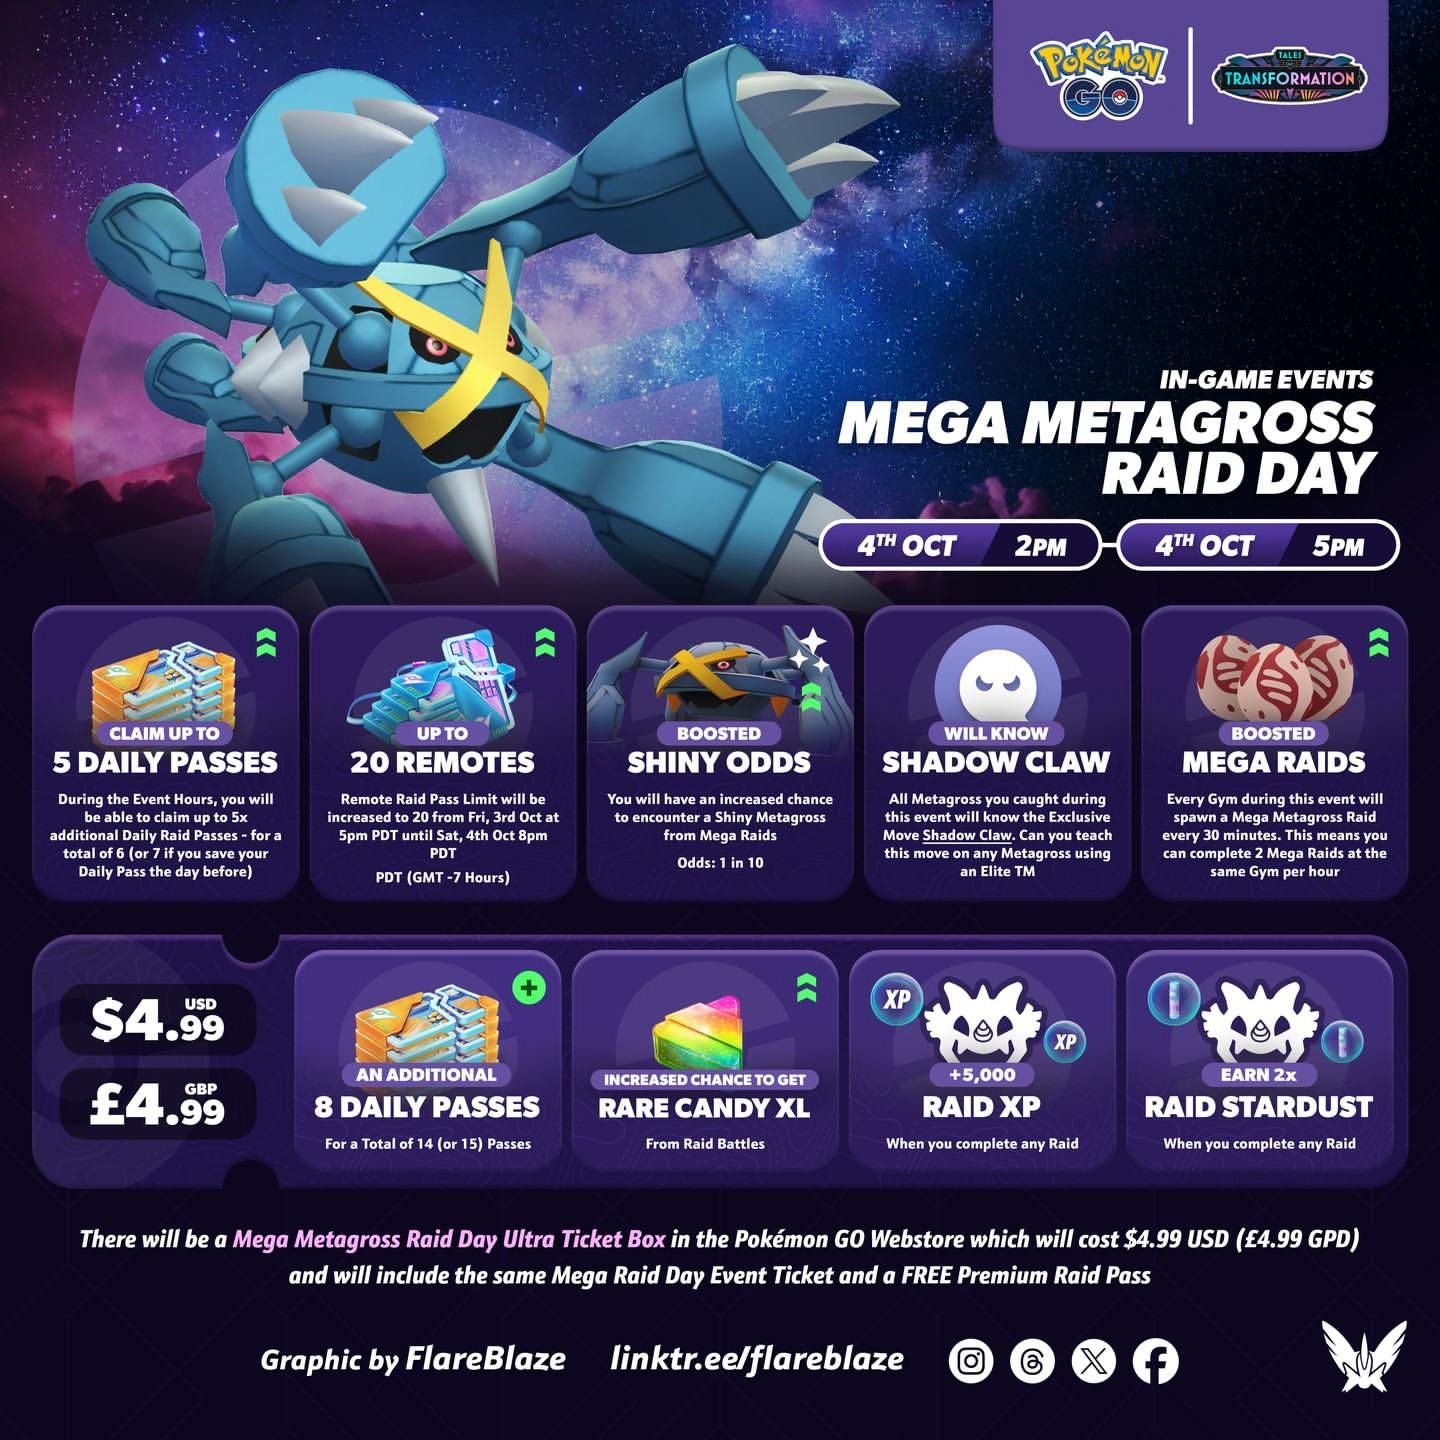 POKÉMON
GO
TALES
OF
TRANSFORMATION
IN-GAME EVENTS
MEGA METAGROSS
RAID DAY
4TH OCT 2PM 4TH OCT 5PM
CLAIM UP TO
5 DAILY PASSES
During the Event Hours, you will
be able to claim up to 5x
additional Daily Raid Passes - for a
total of 6 (or 7 if you save your
Daily Pass the day before)
UP TO
20 REMOTES
Remote Raid Pass Limit will be
increased to 20 from Fri, 3rd Oct at
5pm PDT until Sat, 4th Oct 8pm
PDT
PDT (GMT -7 Hours)
BOOSTED
SHINY ODDS
You will have an increased chance
to encounter a Shiny Metagross
from Mega Raids
Odds: 1 in 10
WILL KNOW
SHADOW CLAW
All Metagross you caught during
this event will know the Exclusive
Move Shadow Claw. Can you teach
this move on any Metagross using
an Elite TM
BOOSTED
MEGA RAIDS
Every Gym during this event will
spawn a Mega Metagross Raid
every 30 minutes. This means you
can complete 2 Mega Raids at the
same Gym per hour
$4.99 USD
£4.99 GBP
AN ADDITIONAL
8 DAILY PASSES
For a Total of 14 (or 15) Passes
INCREASED CHANCE TO GET
RARE CANDY XL
From Raid Battles
XP
XP
+5,000
RAID XP
When you complete any Raid
EARN 2x
RAID STARDUST
When you complete any Raid
There will be a Mega Metagross Raid Day Ultra Ticket Box in the Pokémon GO Webstore which will cost $4.99 USD (£4.99 GPD)
and will include the same Mega Raid Day Event Ticket and a FREE Premium Raid Pass
Graphic by FlareBlaze linktr.ee/flareblaze